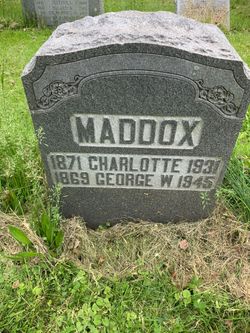 MADDOX
1871 CHARLOTTE 1931
1869 GEORGE W 1945